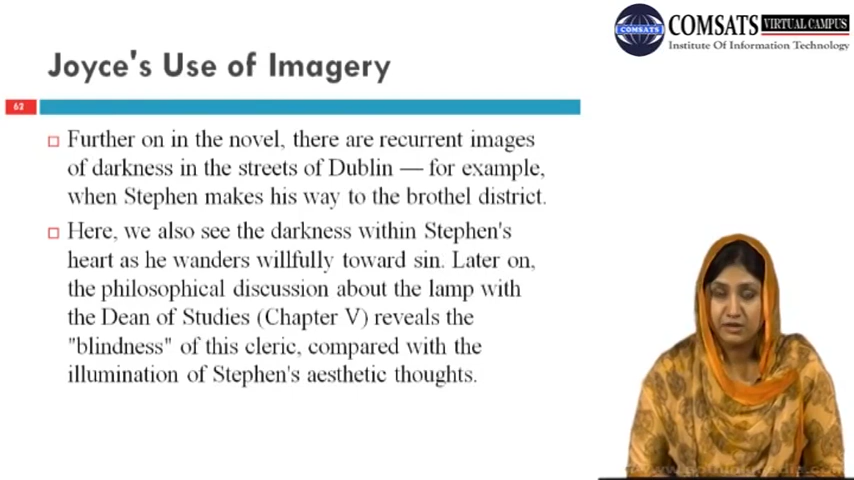 COMSATS VIRTUAL CAMPUS
COMSATS
Institute Of Information Technology
Joyce's Use of Imagery
62
Further on in the novel, there are recurrent images
of darkness in the streets of Dublin — for example,
when Stephen makes his way to the brothel district.
Here, we also see the darkness within Stephen's
heart as he wanders willfully toward sin. Later on,
the philosophical discussion about the lamp with
the Dean of Studies (Chapter V) reveals the
"blindness" of this cleric, compared with the
illumination of Stephen's aesthetic thoughts.